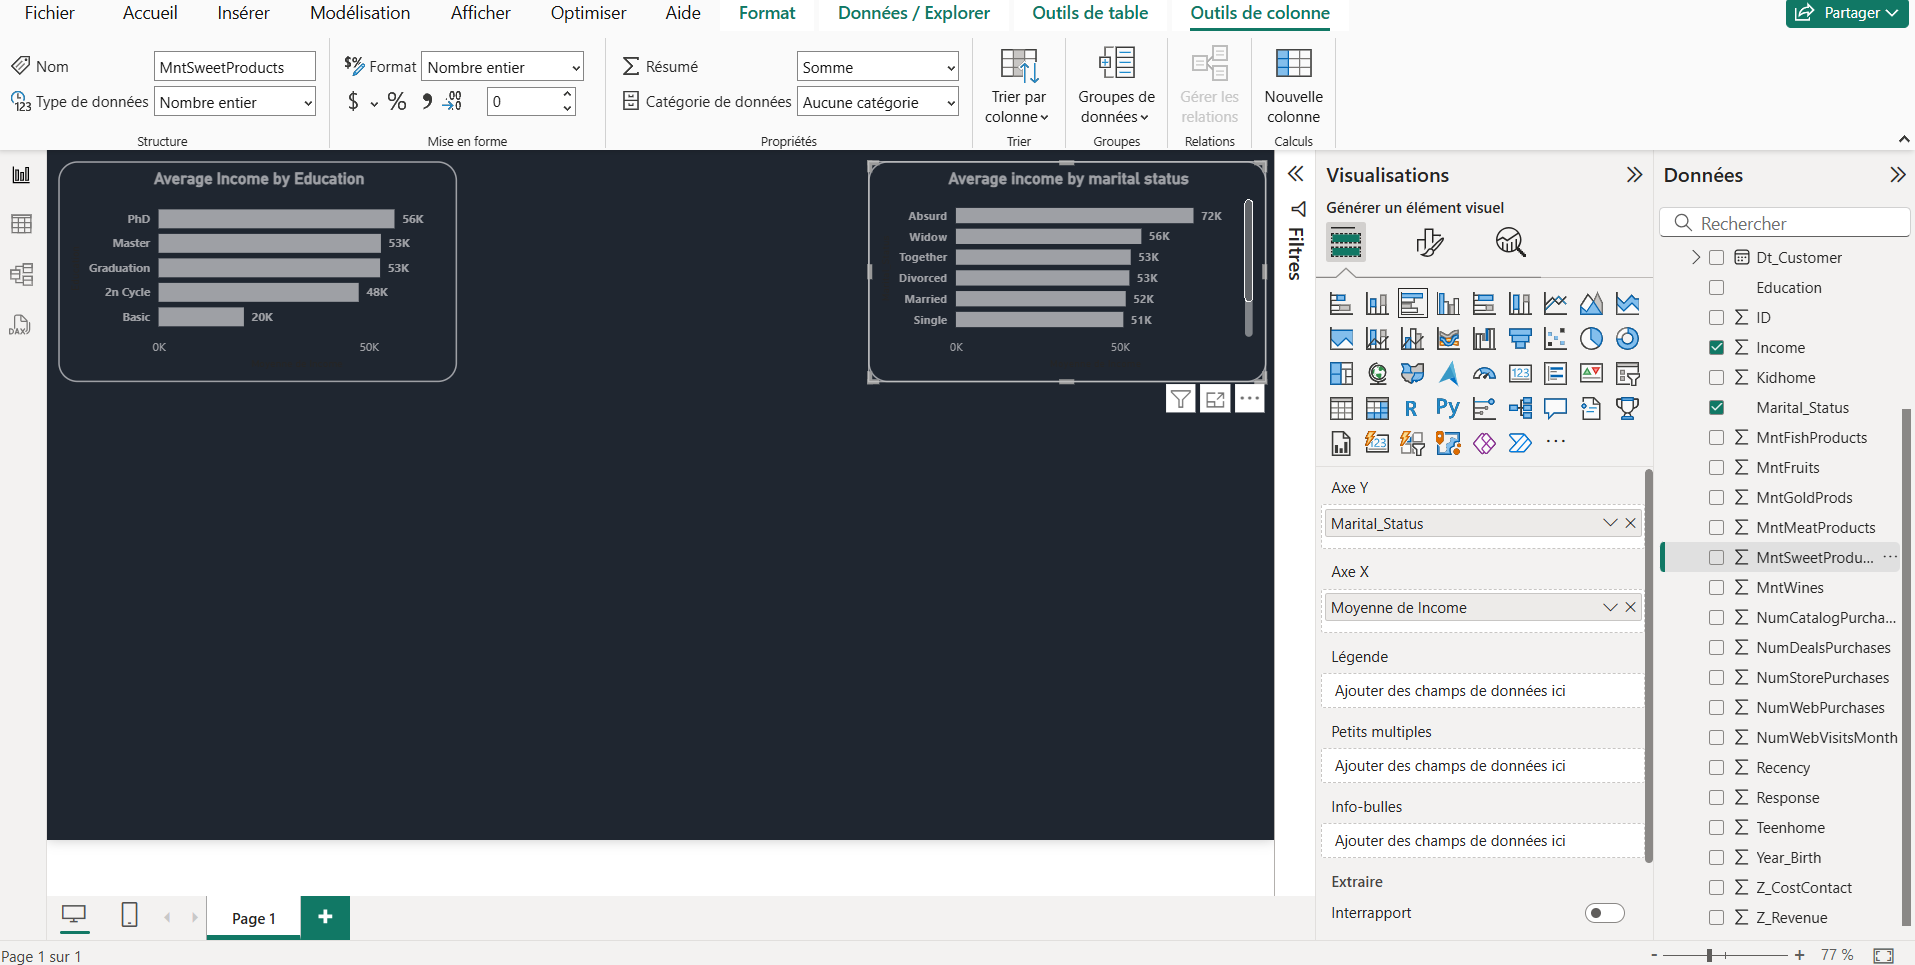 Fichier Accueil Insérer Modélisation Afficher Optimiser Aide Format Données / Explorer Outils de table Outils de colonne Partager
Nom MntSweetProducts
Type de données Nombre entier
Structure
Format Nombre entier
$ % 0
Mise en forme
Résumé Somme
Catégorie de données Aucune catégorie
Propriétés
Trier par
colonne
Trier
Groupes de
données
Groupes
Gérer les
relations
Relations
Nouvelle
colonne
Calculs
Average Income by Education
PhD 56K
Master 53K
Graduation 53K
2n Cycle 48K
Basic 20K
0K 50K
Average income by marital status
Absurd 72K
Widow 56K
Together 53K
Divorced 53K
Married 52K
Single 51K
0K 50K
Filtres
Visualisations
Générer un élément visuel
R Py
Axe Y
Marital_Status
Axe X
Moyenne de Income
Légende
Ajouter des champs de données ici
Petits multiples
Ajouter des champs de données ici
Info-bulles
Ajouter des champs de données ici
Extraire
Interrapport
Données
Rechercher
Dt_Customer
Education
ID
Income
Kidhome
Marital_Status
MntFishProducts
MntFruits
MntGoldProds
MntMeatProducts
MntSweetProdu...
MntWines
NumCatalogPurcha...
NumDealsPurchases
NumStorePurchases
NumWebPurchases
NumWebVisitsMonth
Recency
Response
Teenhome
Year_Birth
Z_CostContact
Z_Revenue
Page 1 +
Page 1 sur 1
- + 77 %